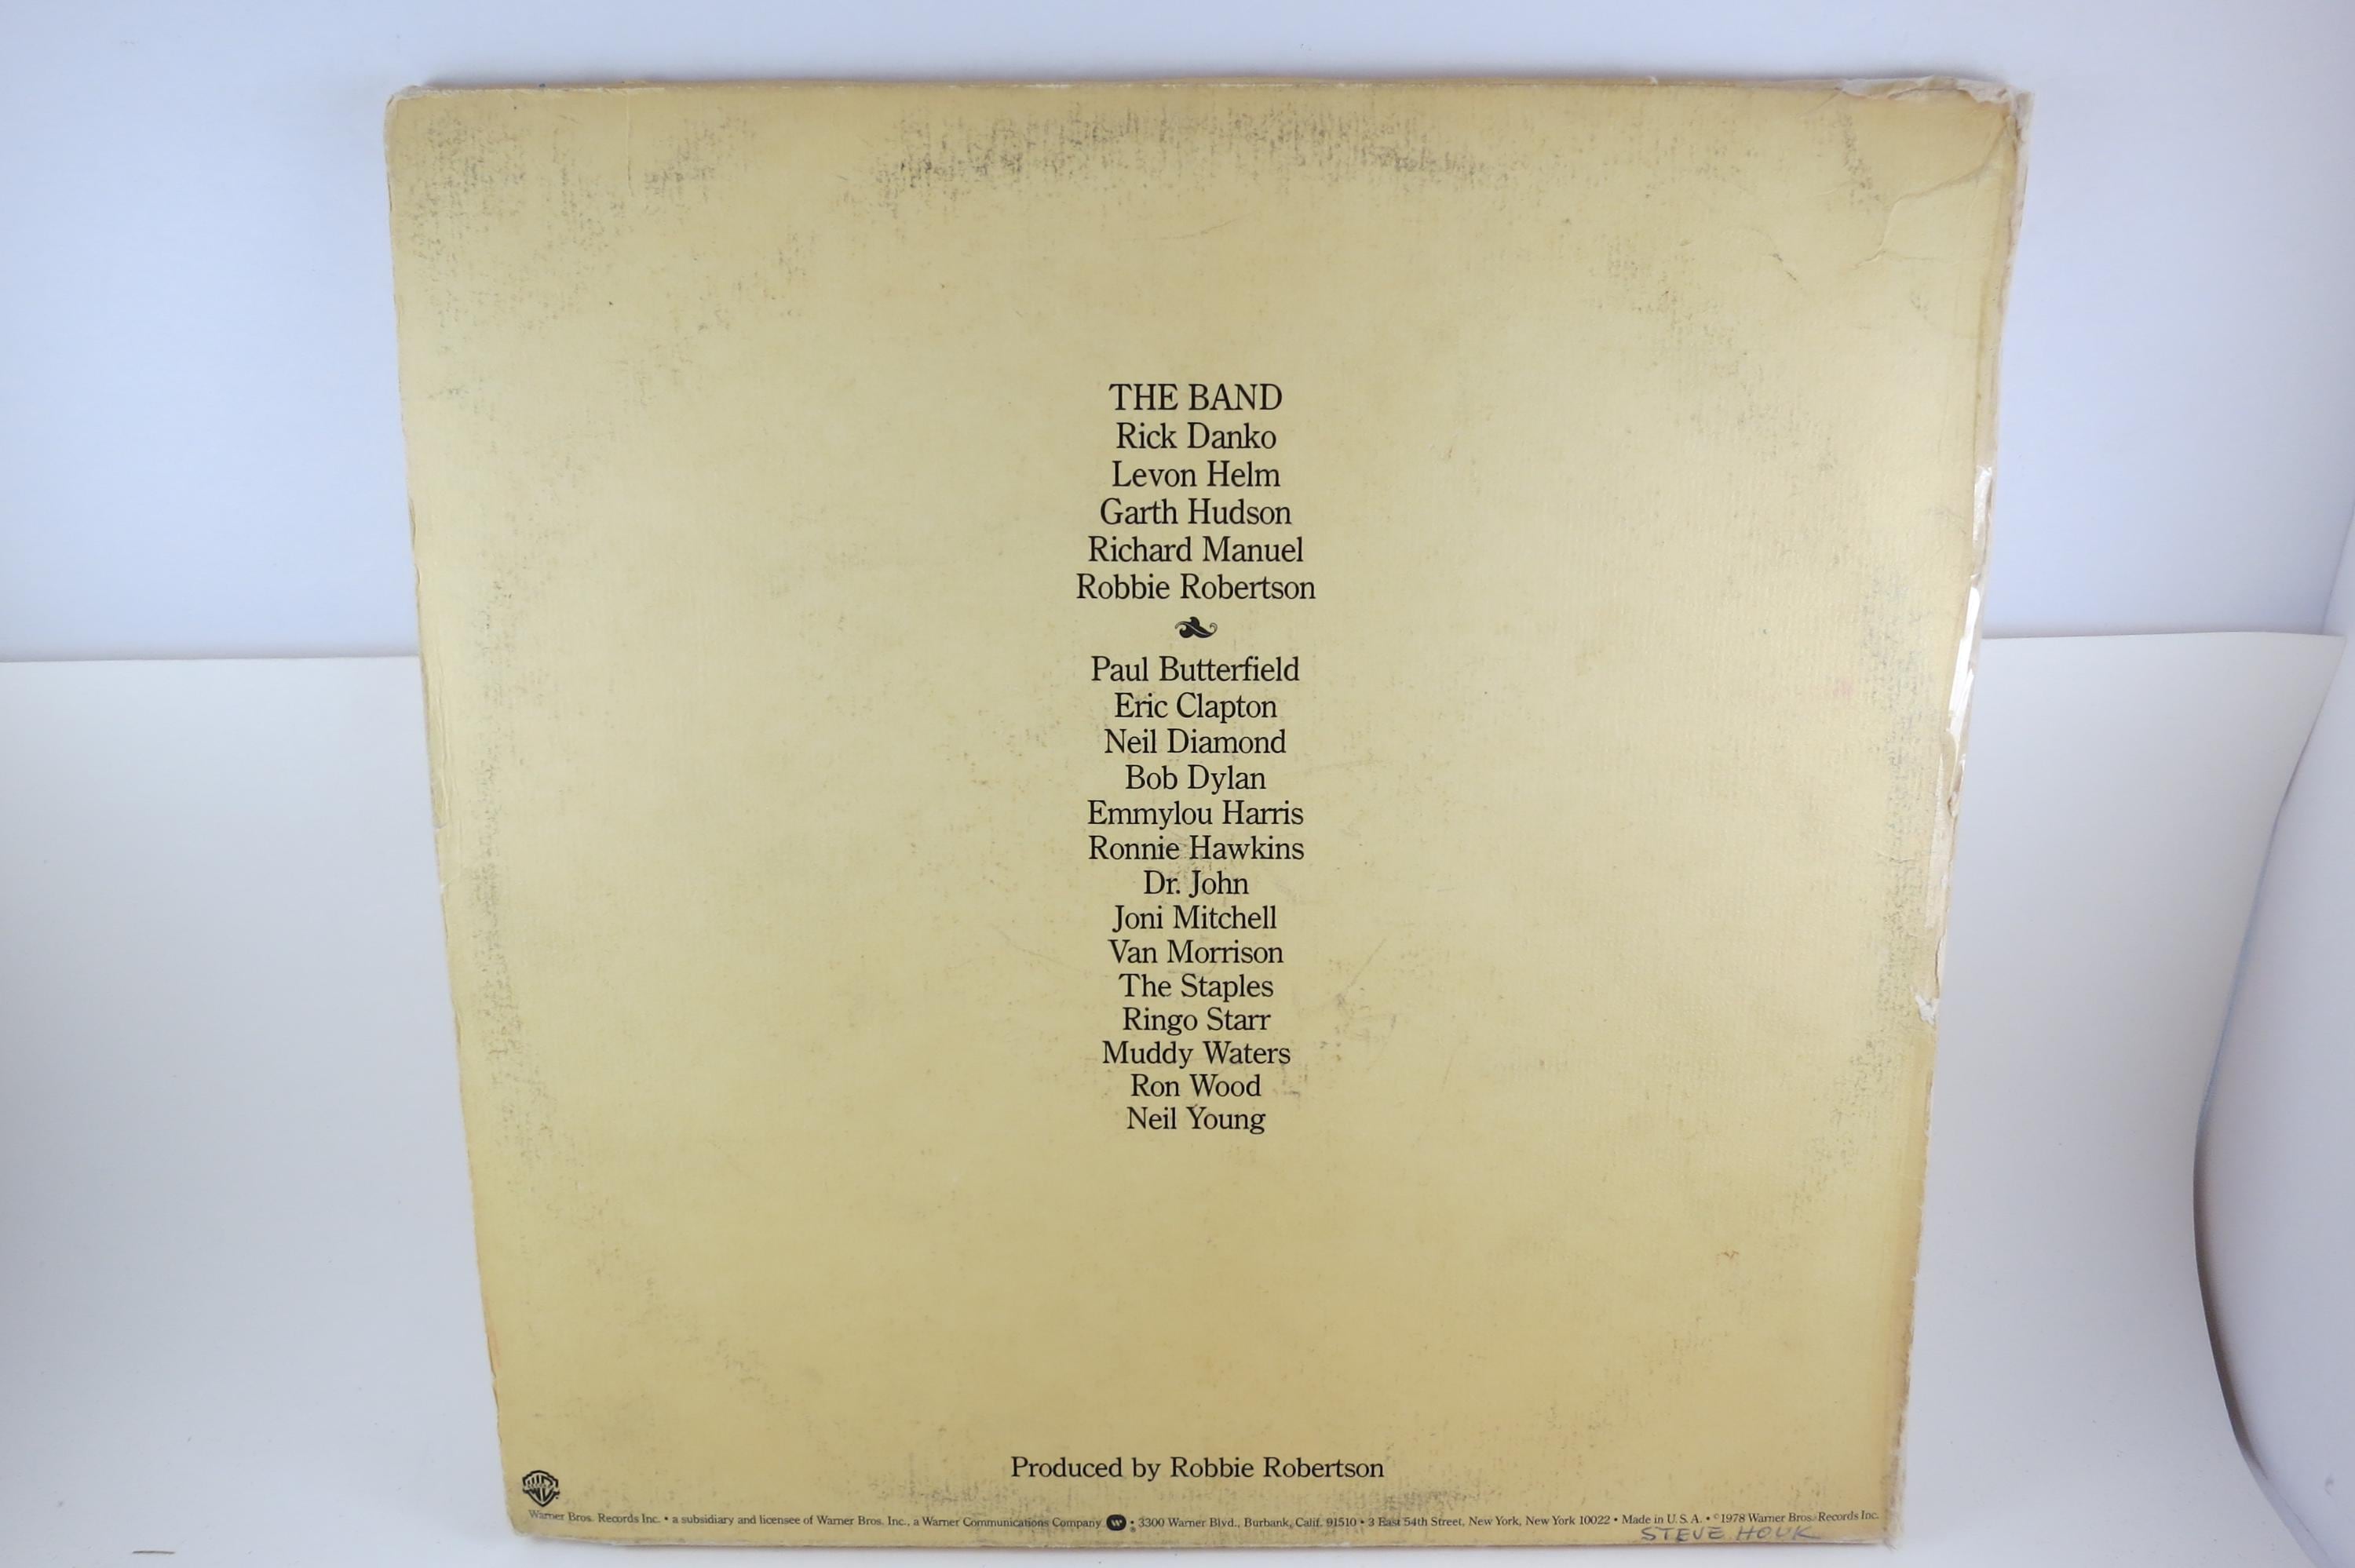 THE BAND
Rick Danko
Levon Helm
Garth Hudson
Richard Manuel
Robbie Robertson
Paul Butterfield
Eric Clapton
Neil Diamond
Bob Dylan
Emmylou Harris
Ronnie Hawkins
Dr. John
Joni Mitchell
Van Morrison
The Staples
Ringo Starr
Muddy Waters
Ron Wood
Neil Young
Produced by Robbie Robertson
Warner Bros. Records Inc. • a subsidiary and licensee of Warner Bros. Inc., a Warner Communications Company W • 3300 Warner Blvd., Burbank, Calif. 91510 • 3 East 54th Street, New York, New York 10022 • Made in U.S.A. • ©1978 Warner Bros. Records Inc.
STEVE HOUK